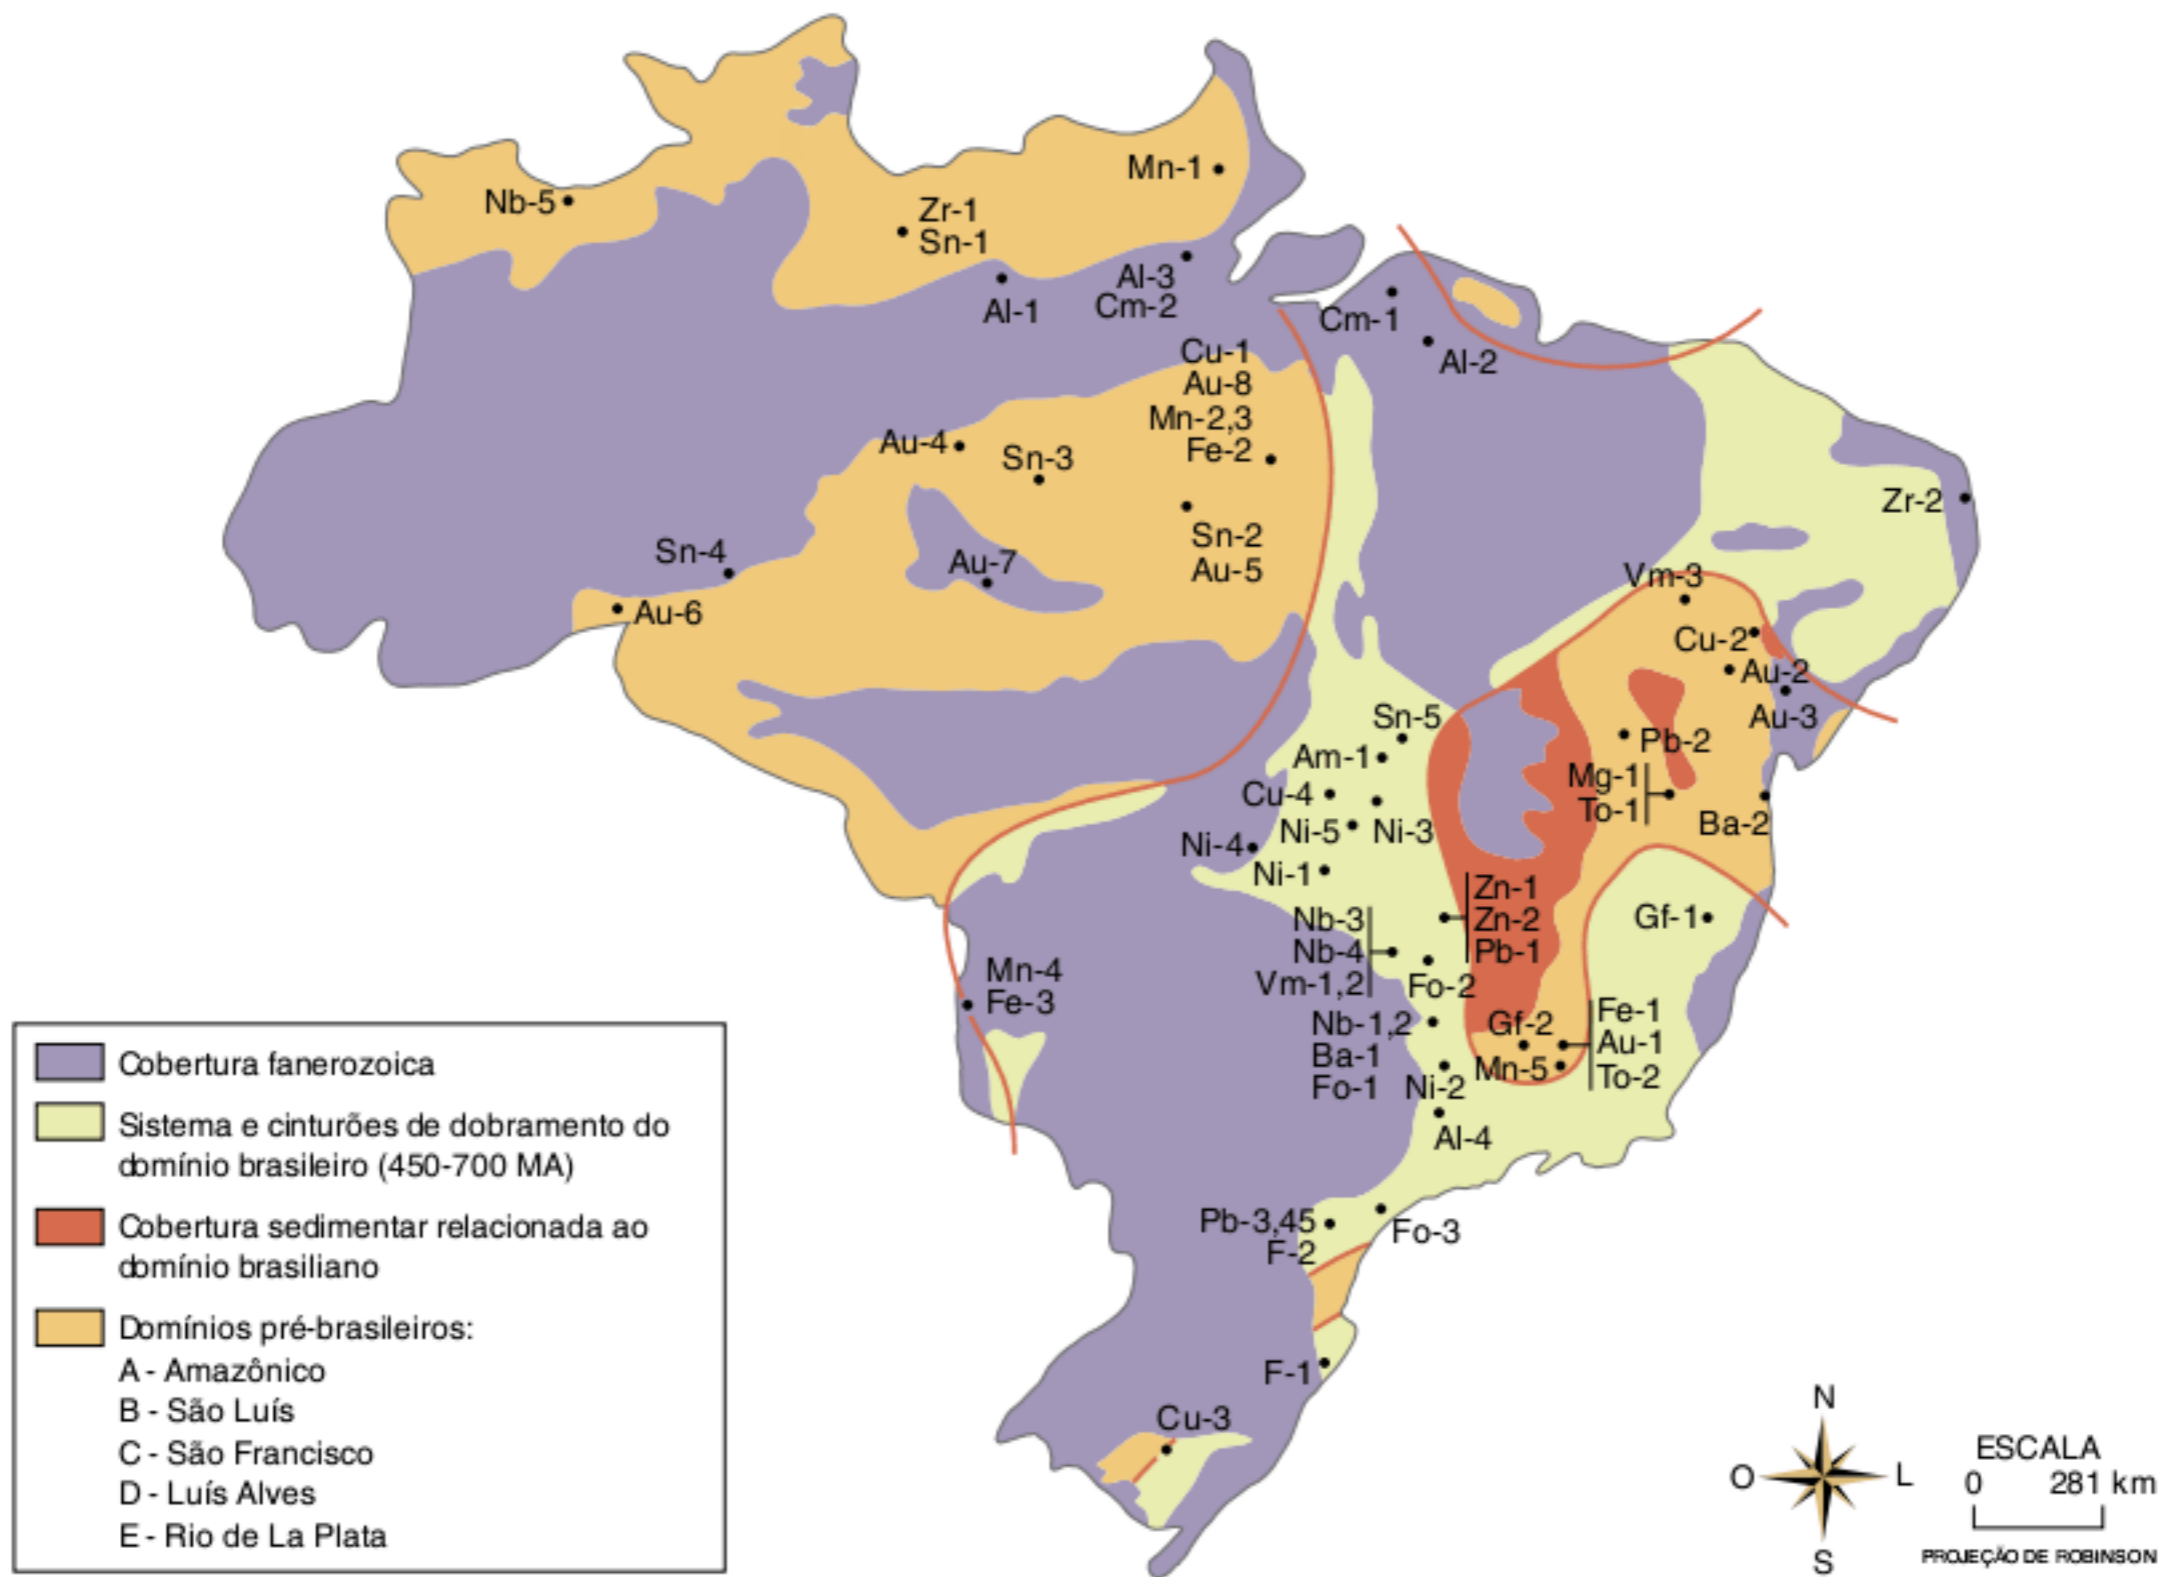 Mn-1
Nb-5
Zr-1
Sn-1
Al-3
Cm-2
Al-1
Cm-1
Al-2
Cu-1
Au-8
Mn-2,3
Fe-2
Au-4
Sn-3
Zr-2
Sn-2
Au-5
Sn-4
Au-7
Au-6
Vm-3
Cu-2
Au-2
Au-3
Sn-5
Pb-2
Am-1
Mg-1
To-1
Cu-4
Ba-2
Ni-5
Ni-3
Ni-4
Ni-1
Zn-1
Zn-2
Pb-1
Nb-3
Nb-4
Vm-1,2
Gf-1
Fo-2
Mn-4
Fe-3
Nb-1,2
Ba-1
Fo-1
Gf-2
Fe-1
Au-1
To-2
Mn-5
Ni-2
Al-4
Pb-3,45
F-2
Fo-3
F-1
Cu-3
Cobertura fanerozoica
Sistema e cinturões de dobramento do
domínio brasileiro (450-700 MA)
Cobertura sedimentar relacionada ao
domínio brasiliano
Domínios pré-brasileiros:
A - Amazônico
B - São Luís
C - São Francisco
D - Luís Alves
E - Rio de La Plata
N
O
L
S
ESCALA
0 281 km
PROJEÇÃO DE ROBINSON